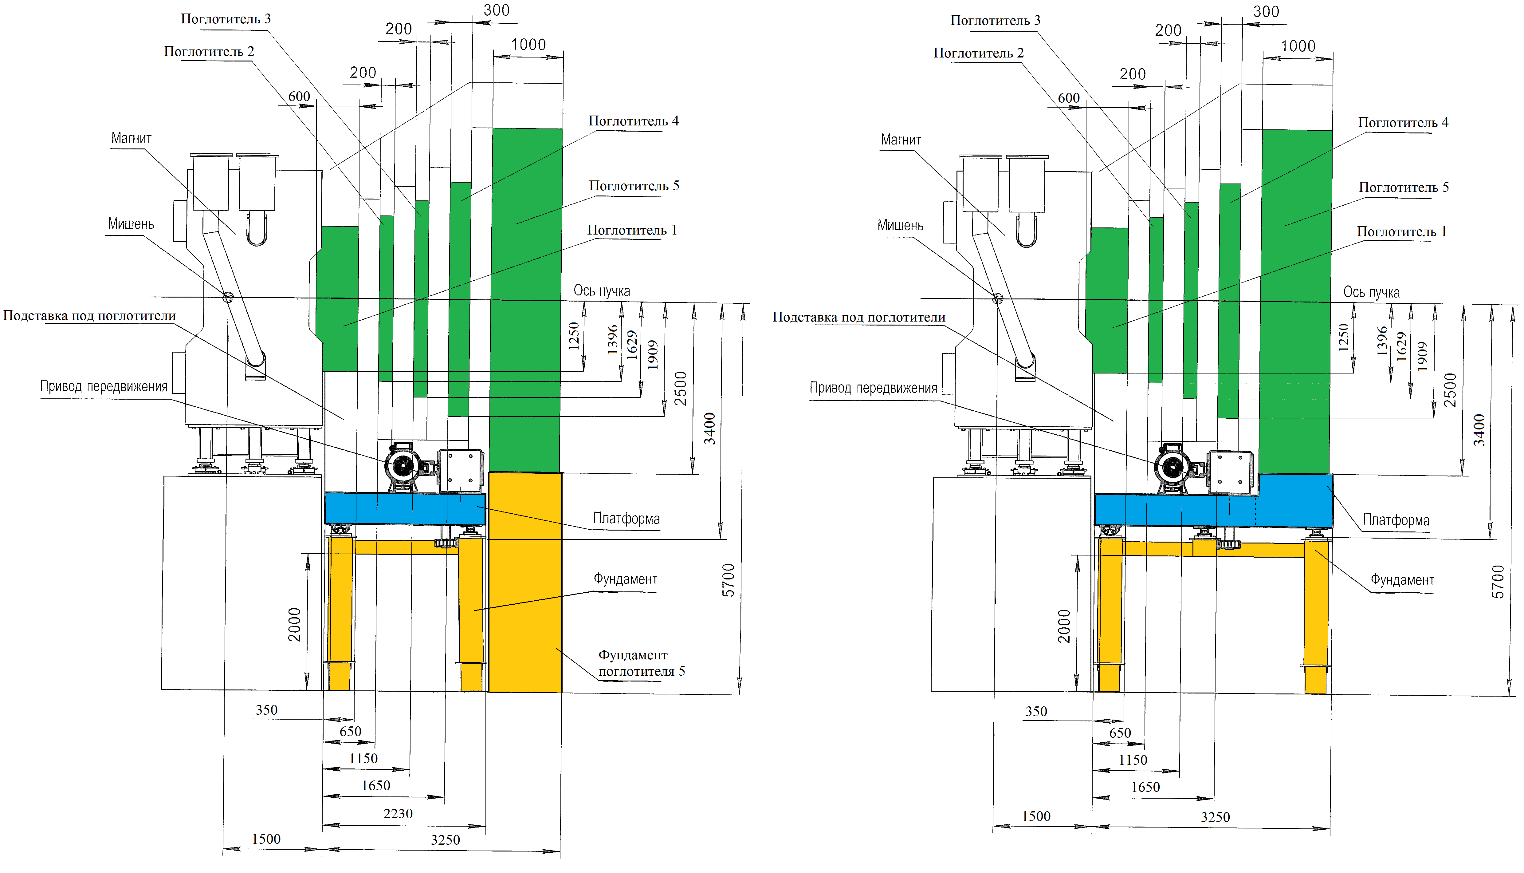 Поглотитель 3
300
200
Поглотитель 2
1000
200
600
Поглотитель 4
Магнит
Поглотитель 5
Мишень
Поглотитель 1
Ось пучка
Подставка под поглотители
1250
1396
1629
1909
Привод передвижения
2500
3400
Платформа
Фундамент
5700
2000
Фундамент
поглотителя 5
350
650
1150
1650
2230
1500
3250
Поглотитель 3
300
200
Поглотитель 2
1000
200
600
Поглотитель 4
Магнит
Поглотитель 5
Мишень
Поглотитель 1
Ось пучка
Подставка под поглотители
1250
1396
1629
1909
Привод передвижения
2500
3400
Платформа
Фундамент
5700
2000
350
650
1150
1650
1500
3250